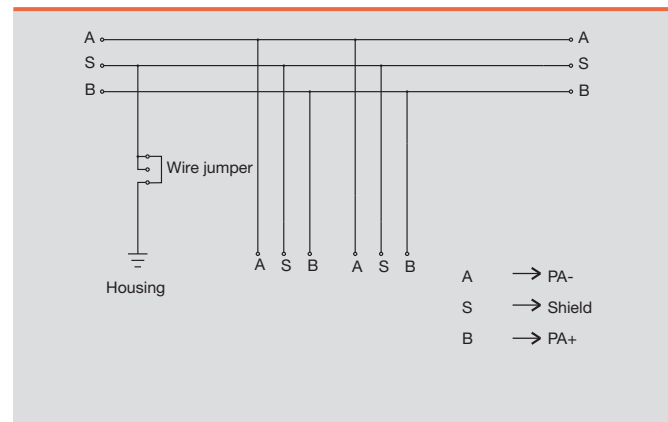 A A
S S
B B
Wire jumper
A S B A S B
Housing
A → PA-
S → Shield
B → PA+